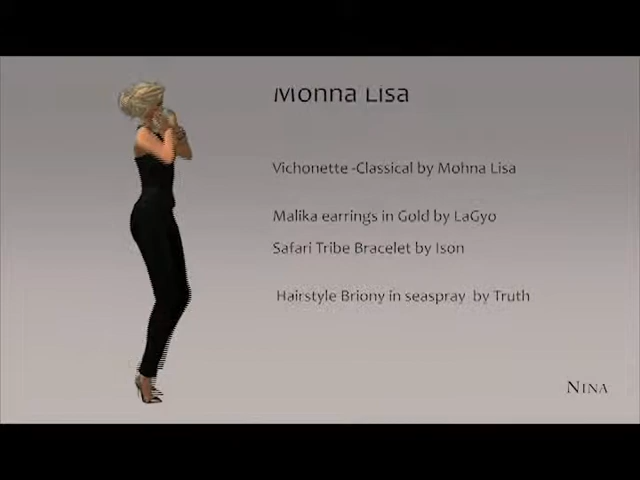 Monna Lisa
Vichonette -Classical by Mohna Lisa
Malika earrings in Gold by LaGyo
Safari Tribe Bracelet by Ison
Hairstyle Briony in seaspray by Truth
NINA